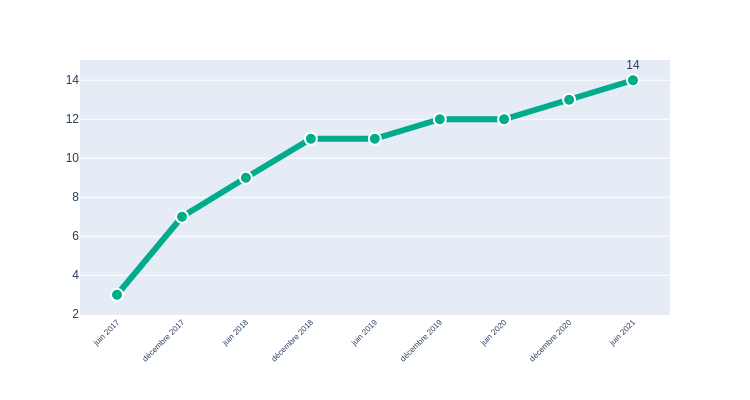 14
14
12
10
8
6
4
2
juin 2017
décembre 2017
juin 2018
décembre 2018
juin 2019
décembre 2019
juin 2020
décembre 2020
juin 2021